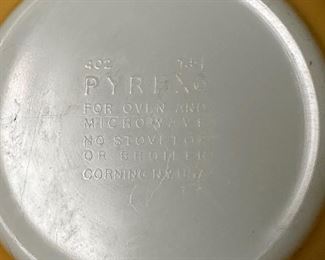 402
PYREX®
FOR OVEN AND
MICROWAVE
NO STOVETOP
OR BROILER
CORNING, N.Y. U.S.A.